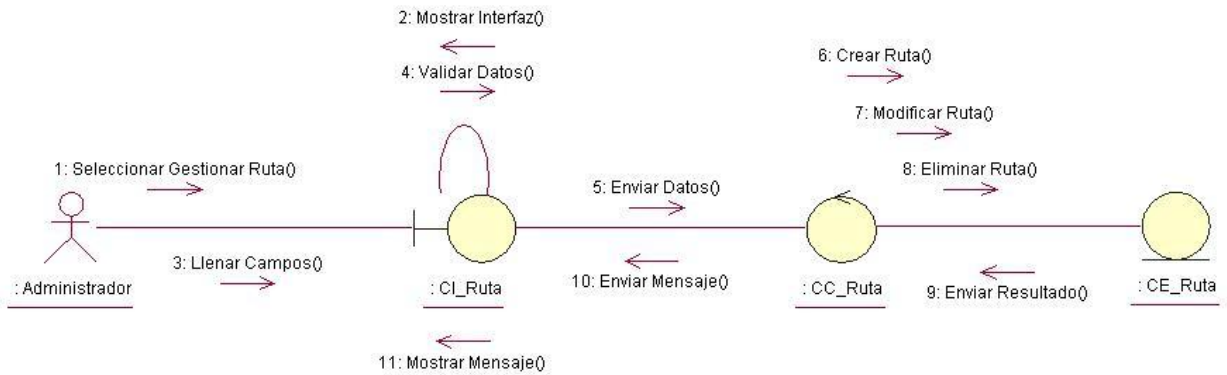 2: Mostrar Interfaz()
4: Validar Datos()
6: Crear Ruta()
7: Modificar Ruta()
1: Seleccionar Gestionar Ruta()
8: Eliminar Ruta()
5: Enviar Datos()
3: Llenar Campos()
10: Enviar Mensaje()
9: Enviar Resultado()
: Administrador
: CI_Ruta
: CC_Ruta
: CE_Ruta
11: Mostrar Mensaje()